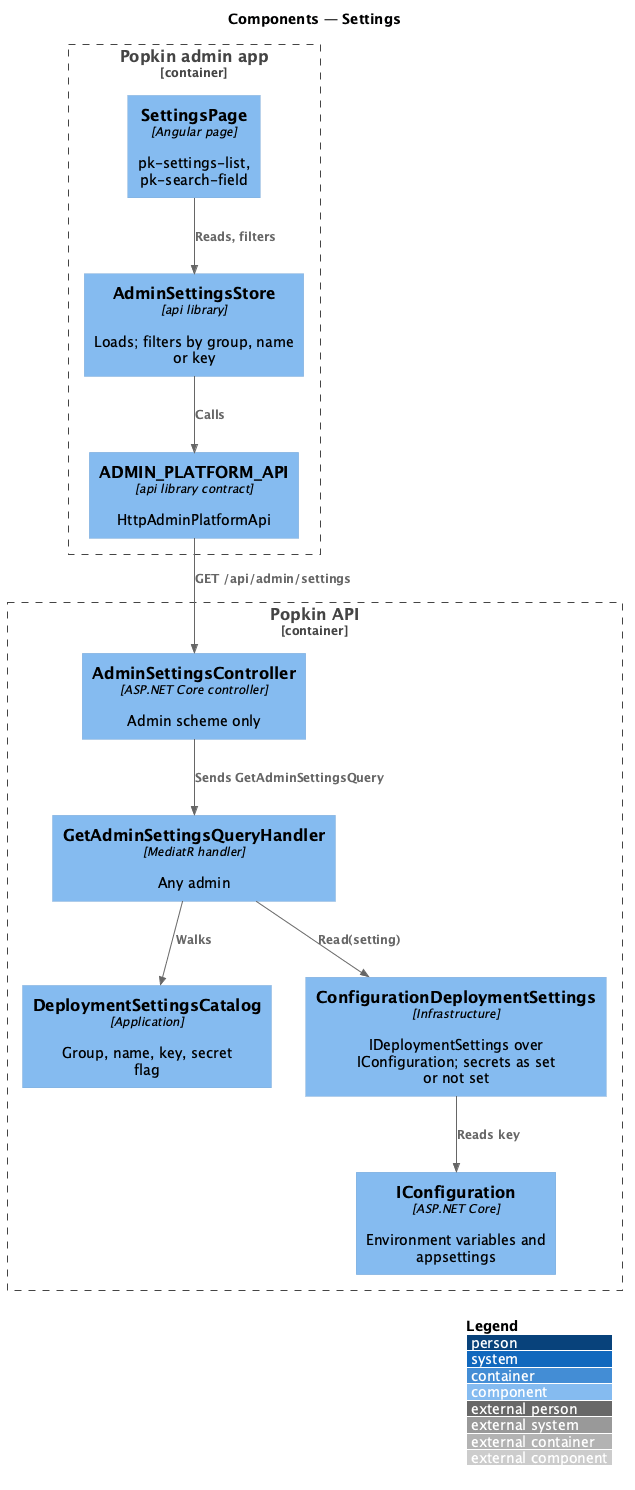 Components — Settings
Popkin admin app
[container]
SettingsPage
[Angular page]
pk-settings-list,
pk-search-field
Reads, filters
AdminSettingsStore
[api library]
Loads; filters by group, name
or key
Calls
ADMIN_PLATFORM_API
[api library contract]
HttpAdminPlatformApi
GET /api/admin/settings
Popkin API
[container]
AdminSettingsController
[ASP.NET Core controller]
Admin scheme only
Sends GetAdminSettingsQuery
GetAdminSettingsQueryHandler
[MediatR handler]
Any admin
Walks
Read(setting)
DeploymentSettingsCatalog
[Application]
Group, name, key, secret
flag
ConfigurationDeploymentSettings
[Infrastructure]
IDeploymentSettings over
IConfiguration; secrets as set
or not set
Reads key
IConfiguration
[ASP.NET Core]
Environment variables and
appsettings
Legend
person
system
container
component
external person
external system
external container
external component